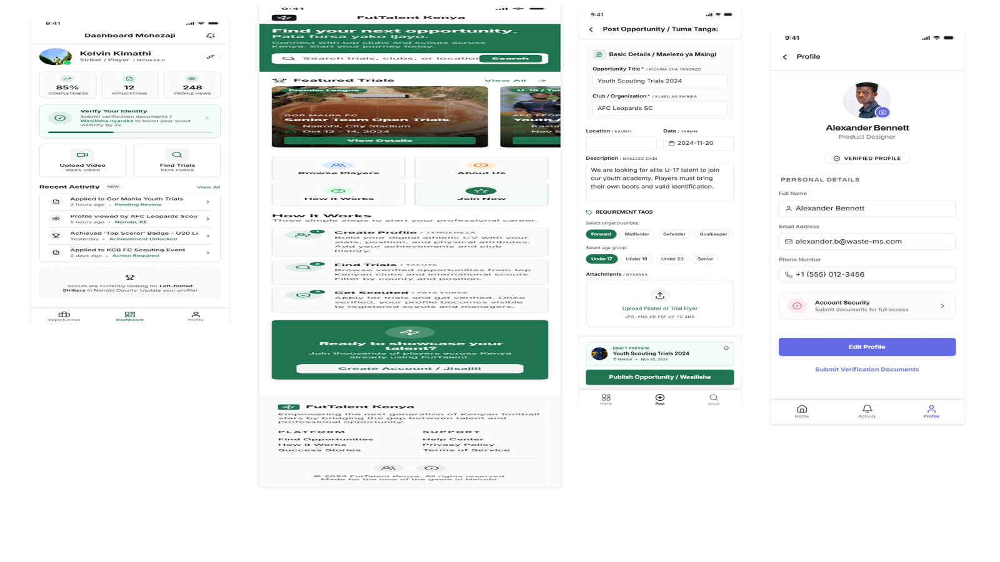 9:41
Dashboard Mchezaji
Kelvin Kimathi
Striker / Player / MCHEZAJI
85%
COMPLETENESS
12
APPLICATIONS
248
PROFILE VIEWS
Verify Your Identity
Submit verification documents /
Wasilisha nyaraka to boost your scout
visibility by 3x.
Upload Video
WEKA VIDEO
Find Trials
PATA FURSA
Recent Activity NEW
View All
Applied to Gor Mahia Youth Trials
2 hours ago • Pending Review
Profile viewed by AFC Leopards Scou
5 hours ago • Nairobi, KE
Achieved 'Top Scorer' Badge - U20 Le
Yesterday • Achievement Unlocked
Applied to KCB FC Scouting Event
2 days ago • Action Required
Scouts are currently looking for Left-footed
Strikers in Nairobi County. Update your profile!
Opportunities
Dashboard
Profile
9:41
FutTalent Kenya
Find your next opportunity.
Pata fursa yako ijayo.
Connect with top clubs and scouts across
Kenya. Start your journey today.
Search trials, clubs, or location
Search
Featured Trials
View All
Premier League
GOR MAHIA FC
Senior Team Open Trials
Nairobi, City Stadium
Oct 12 - 14, 2024
View Details
U-19 / Tal
AFC LEOP
Youth A
Kasar
Nov 5
Browse Players
About Us
How it Works
Join Now
How it Works
Three simple steps to start your professional career.
1
Create Profile / TENGENEZA
Build your digital athletic CV with your
stats, position, and physical attributes.
Add your achievements and club
history.
2
Find Trials / TAFUTA
Browse verified opportunities from top
Kenyan clubs and international scouts.
Filter by county and position.
Get Scouted / PATA FURSA
Apply for trials and get verified. Once
verified, your profile becomes visible
to registered scouts and managers.
Ready to showcase your
talent?
Join thousands of players across Kenya
already using FutTalent.
Create Account / Jisajili
FutTalent Kenya
Empowering the next generation of Kenyan football
stars by bridging the gap between talent and
professional opportunity.
PLATFORM
Find Opportunities
How it Works
Success Stories
SUPPORT
Help Center
Privacy Policy
Terms of Service
© 2024 FutTalent Kenya. All rights reserved.
Made for the love of the game in Nairobi.
9:41
Post Opportunity / Tuma Tangaz
Basic Details / Maelezo ya Msingi
Opportunity Title * / KICHWA CHA TANGAZO
Youth Scouting Trials 2024
Club / Organization * / KLABU AU SHIRIKA
AFC Leopards SC
Location / KAUNTI
Date / TAREHE
2024-11-20
Description / MAELEZO ZAIDI
We are looking for elite U-17 talent to join
our youth academy. Players must bring
their own boots and valid identification.
REQUIREMENT TAGS
Select target positions:
Forward
Midfielder
Defender
Goalkeeper
Select age group:
Under 17
Under 19
Under 23
Senior
Attachments / NYARAKA
Upload Poster or Trial Flyer
JPG, PNG OR PDF UP TO 5MB
DRAFT PREVIEW
Youth Scouting Trials 2024
Nairobi • Nov 20, 2024
Publish Opportunity / Wasilisha
Home
Post
Scout
9:41
Profile
Alexander Bennett
Product Designer
VERIFIED PROFILE
PERSONAL DETAILS
Full Name
Alexander Bennett
Email Address
alexander.b@waste-ms.com
Phone Number
+1 (555) 012-3456
Account Security
Submit documents for full access
Edit Profile
Submit Verification Documents
Home
Activity
Profile